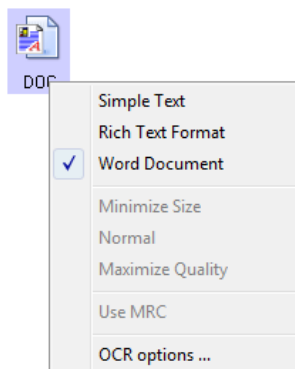 DOC
Simple Text
Rich Text Format
Word Document
Minimize Size
Normal
Maximize Quality
Use MRC
OCR options ...